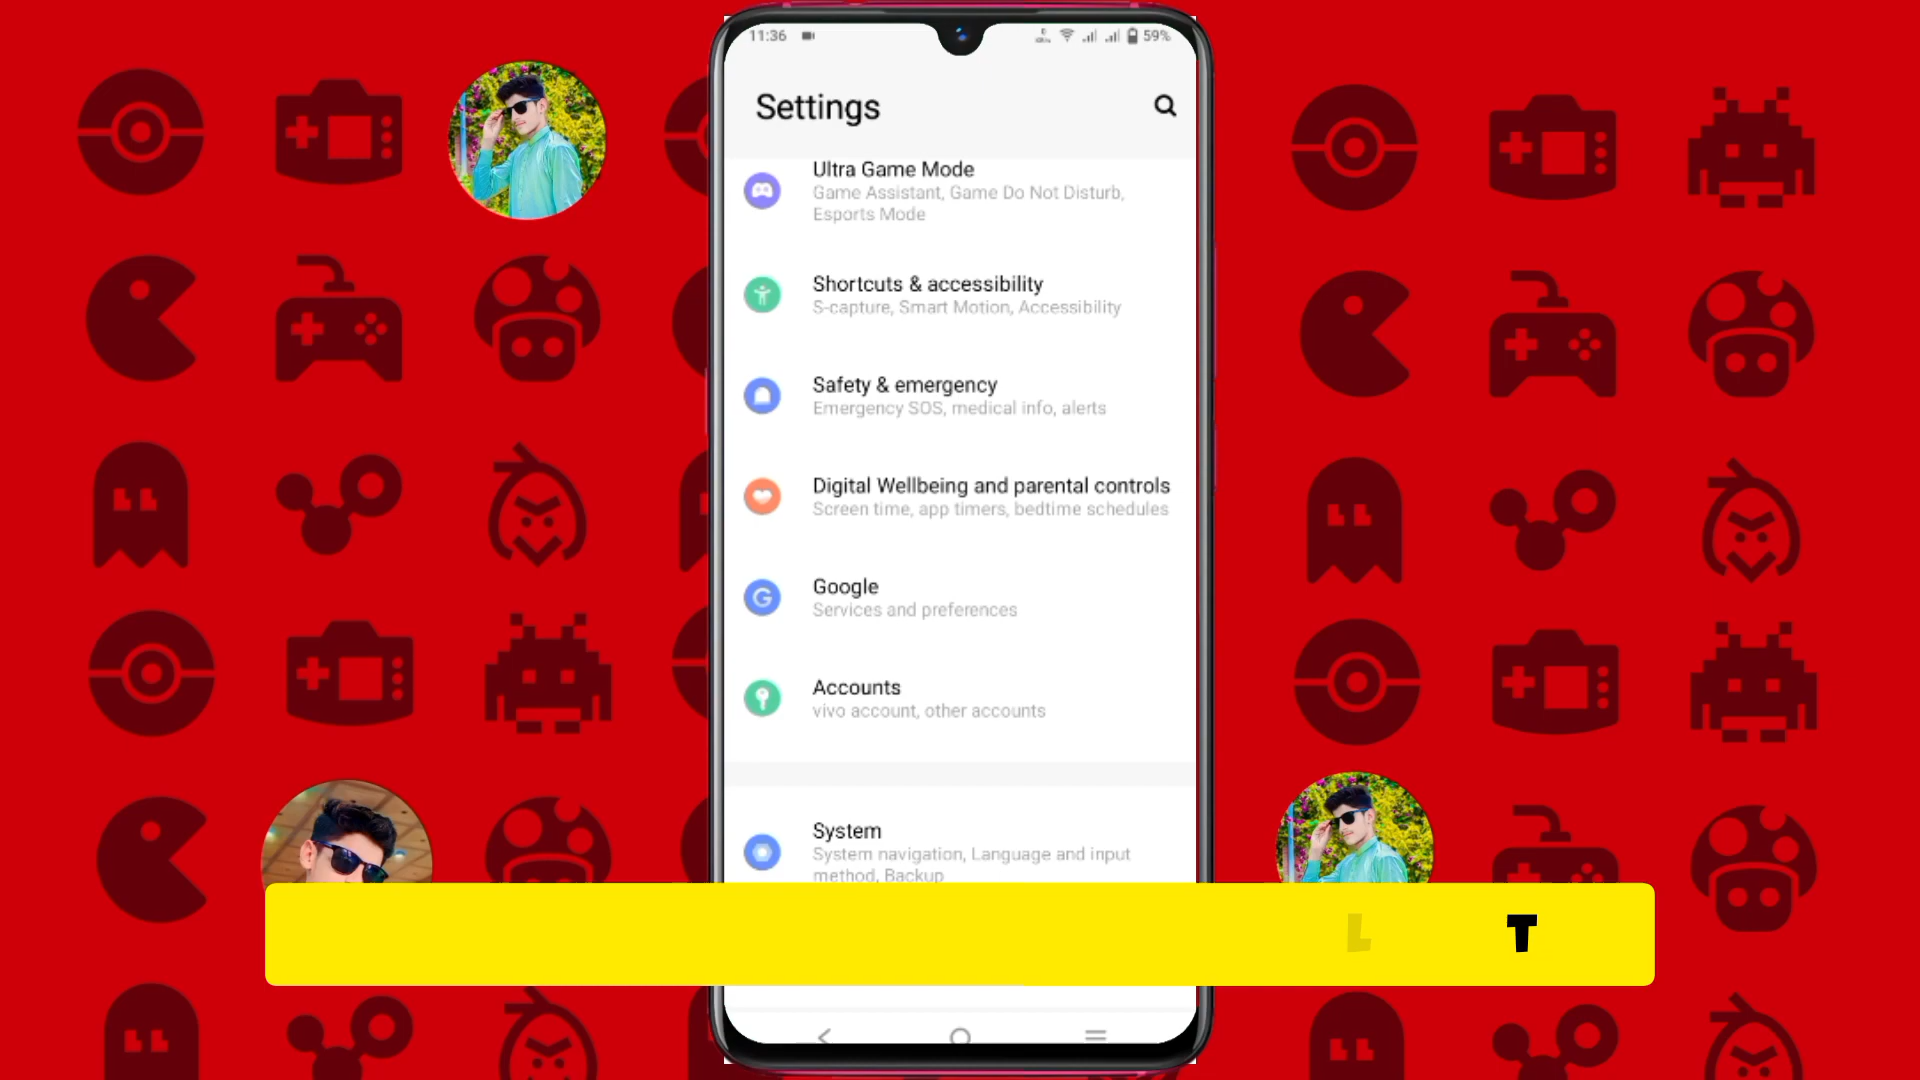 11:36
59%
Settings
Ultra Game Mode
Game Assistant, Game Do Not Disturb,
Esports Mode
Shortcuts & accessibility
S-capture, Smart Motion, Accessibility
Safety & emergency
Emergency SOS, medical info, alerts
Digital Wellbeing and parental controls
Screen time, app timers, bedtime schedules
Google
Services and preferences
Accounts
vivo account, other accounts
System
System navigation, Language and input
method, Backup
L T